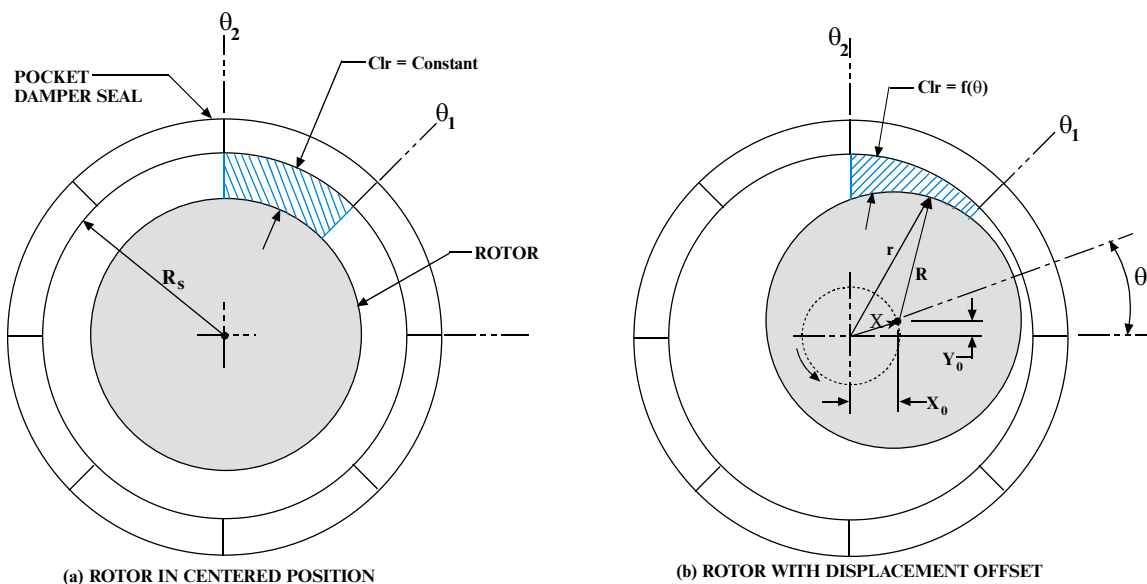 θ2
POCKET
DAMPER SEAL
Clr = Constant
θ1
Rs
ROTOR
(a) ROTOR IN CENTERED POSITION
θ2
Clr = f(θ)
θ1
r
R
θ
X
Y0
X0
(b) ROTOR WITH DISPLACEMENT OFFSET